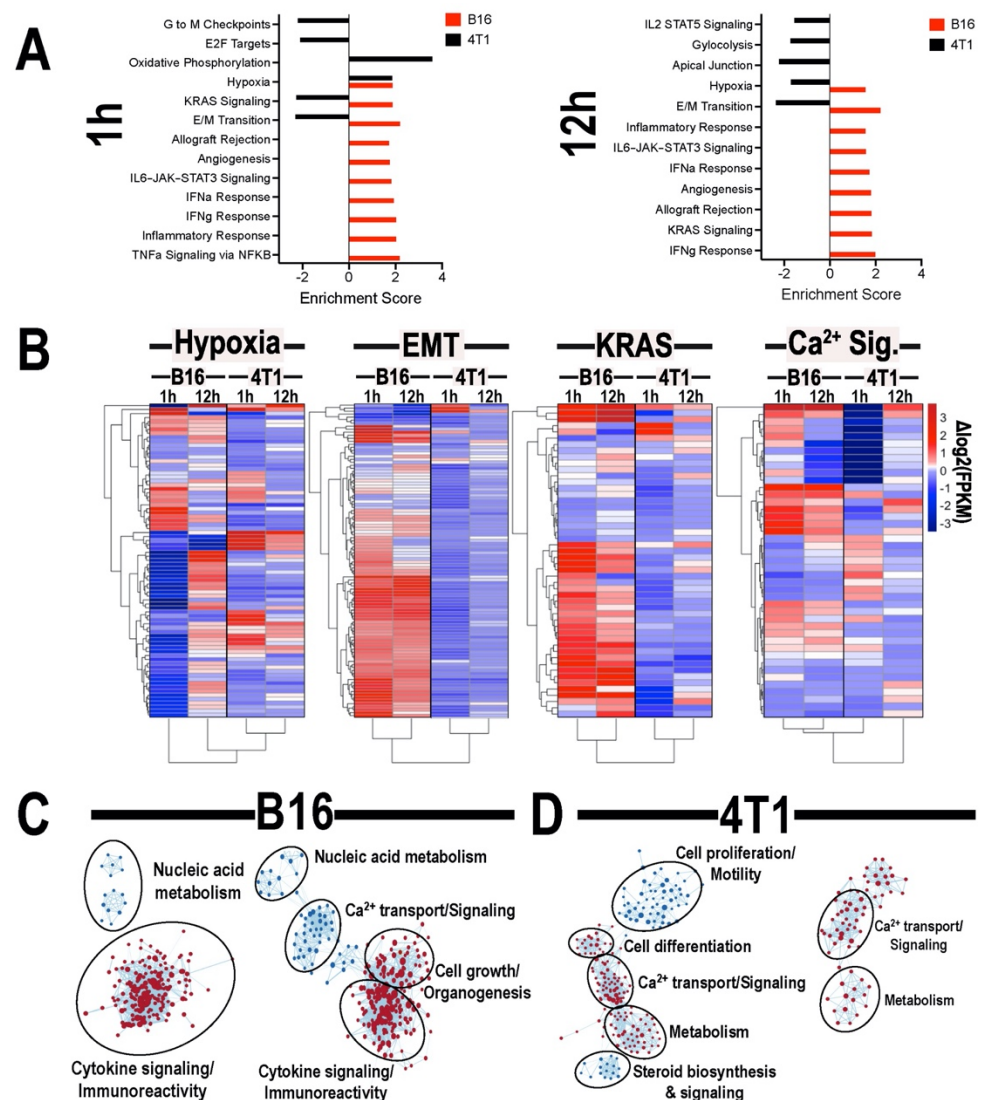 A
1h
G to M Checkpoints
E2F Targets
Oxidative Phosphorylation
Hypoxia
KRAS Signaling
E/M Transition
Allograft Rejection
Angiogenesis
IL6-JAK-STAT3 Signaling
IFNa Response
IFNg Response
Inflammatory Response
TNFa Signaling via NFKB
-2 0 2 4
Enrichment Score
B16
4T1
12h
IL2 STAT5 Signaling
Gylocolysis
Apical Junction
Hypoxia
E/M Transition
Inflammatory Response
IL6-JAK-STAT3 Signaling
IFNa Response
Angiogenesis
Allograft Rejection
KRAS Signaling
IFNg Response
-2 0 2 4
Enrichment Score
B16
4T1
B
Hypoxia
B16 4T1
1h 12h 1h 12h
EMT
B16 4T1
1h 12h 1h 12h
KRAS
B16 4T1
1h 12h 1h 12h
Ca²⁺ Sig.
B16 4T1
1h 12h 1h 12h
3
2
1
0
-1
-2
-3
Δlog2(FPKM)
C
B16
Nucleic acid
metabolism
Cytokine signaling/
Immunoreactivity
Nucleic acid metabolism
Ca²⁺ transport/Signaling
Cell growth/
Organogenesis
Cytokine signaling/
Immunoreactivity
D
4T1
Cell proliferation/
Motility
Cell differentiation
Ca²⁺ transport/Signaling
Metabolism
Steroid biosynthesis
& signaling
Ca²⁺ transport/
Signaling
Metabolism